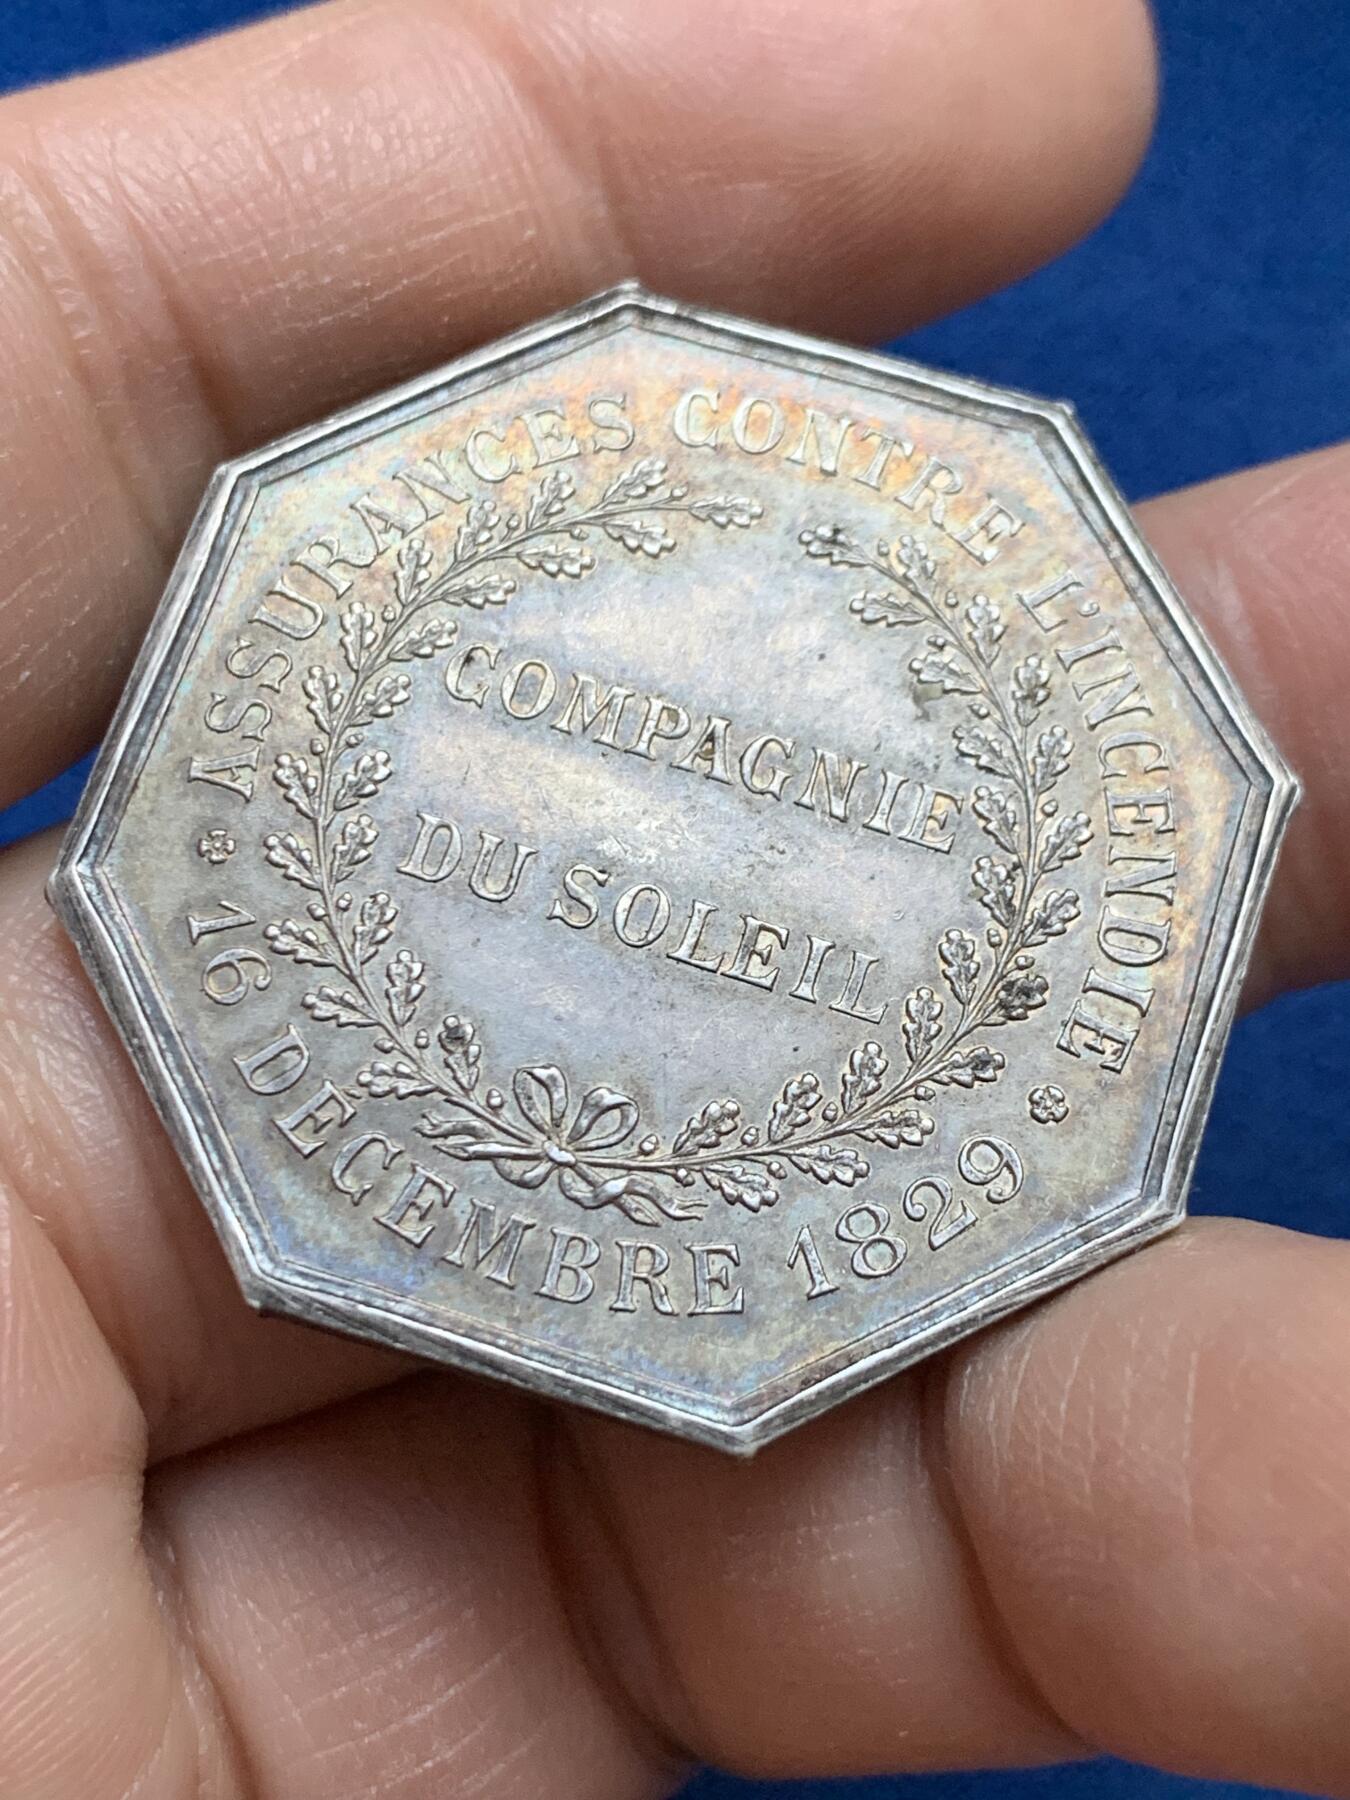 ASSURANCES CONTRE L'INCENDIE
COMPAGNIE
DU SOLEIL
16 DÉCEMBRE 1829